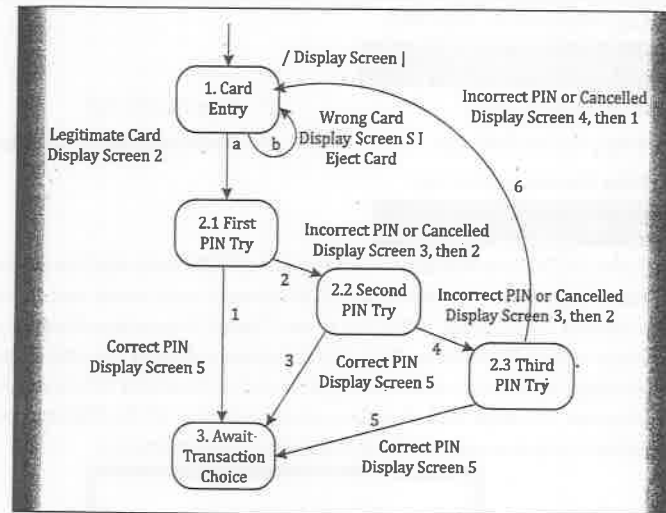 / Display Screen |
1. Card
Entry
Incorrect PIN or Cancelled
Display Screen 4, then 1
Legitimate Card
Display Screen 2
a
b
Wrong Card
Display Screen S I
Eject Card
6
2.1 First
PIN Try
Incorrect PIN or Cancelled
Display Screen 3, then 2
2
2.2 Second
PIN Try
Incorrect PIN or Cancelled
Display Screen 3, then 2
1
Correct PIN
Display Screen 5
3
Correct PIN
Display Screen 5
4
2.3 Third
PIN Try
5
3. Await-
Transaction
Choice
Correct PIN
Display Screen 5